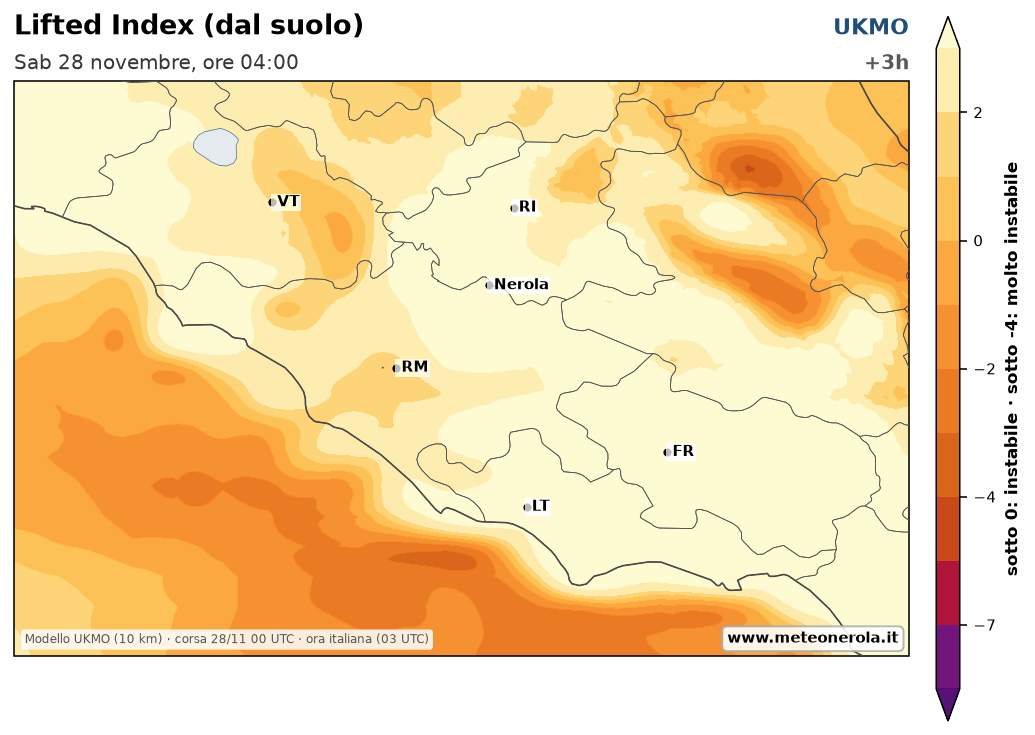 Lifted Index (dal suolo)
UKMO
Sab 28 novembre, ore 04:00
+3h
VT
RI
Nerola
RM
FR
LT
2
0
−2
−4
−7
sotto 0: instabile · sotto -4: molto instabile
Modello UKMO (10 km) · corsa 28/11 00 UTC · ora italiana (03 UTC)
www.meteonerola.it